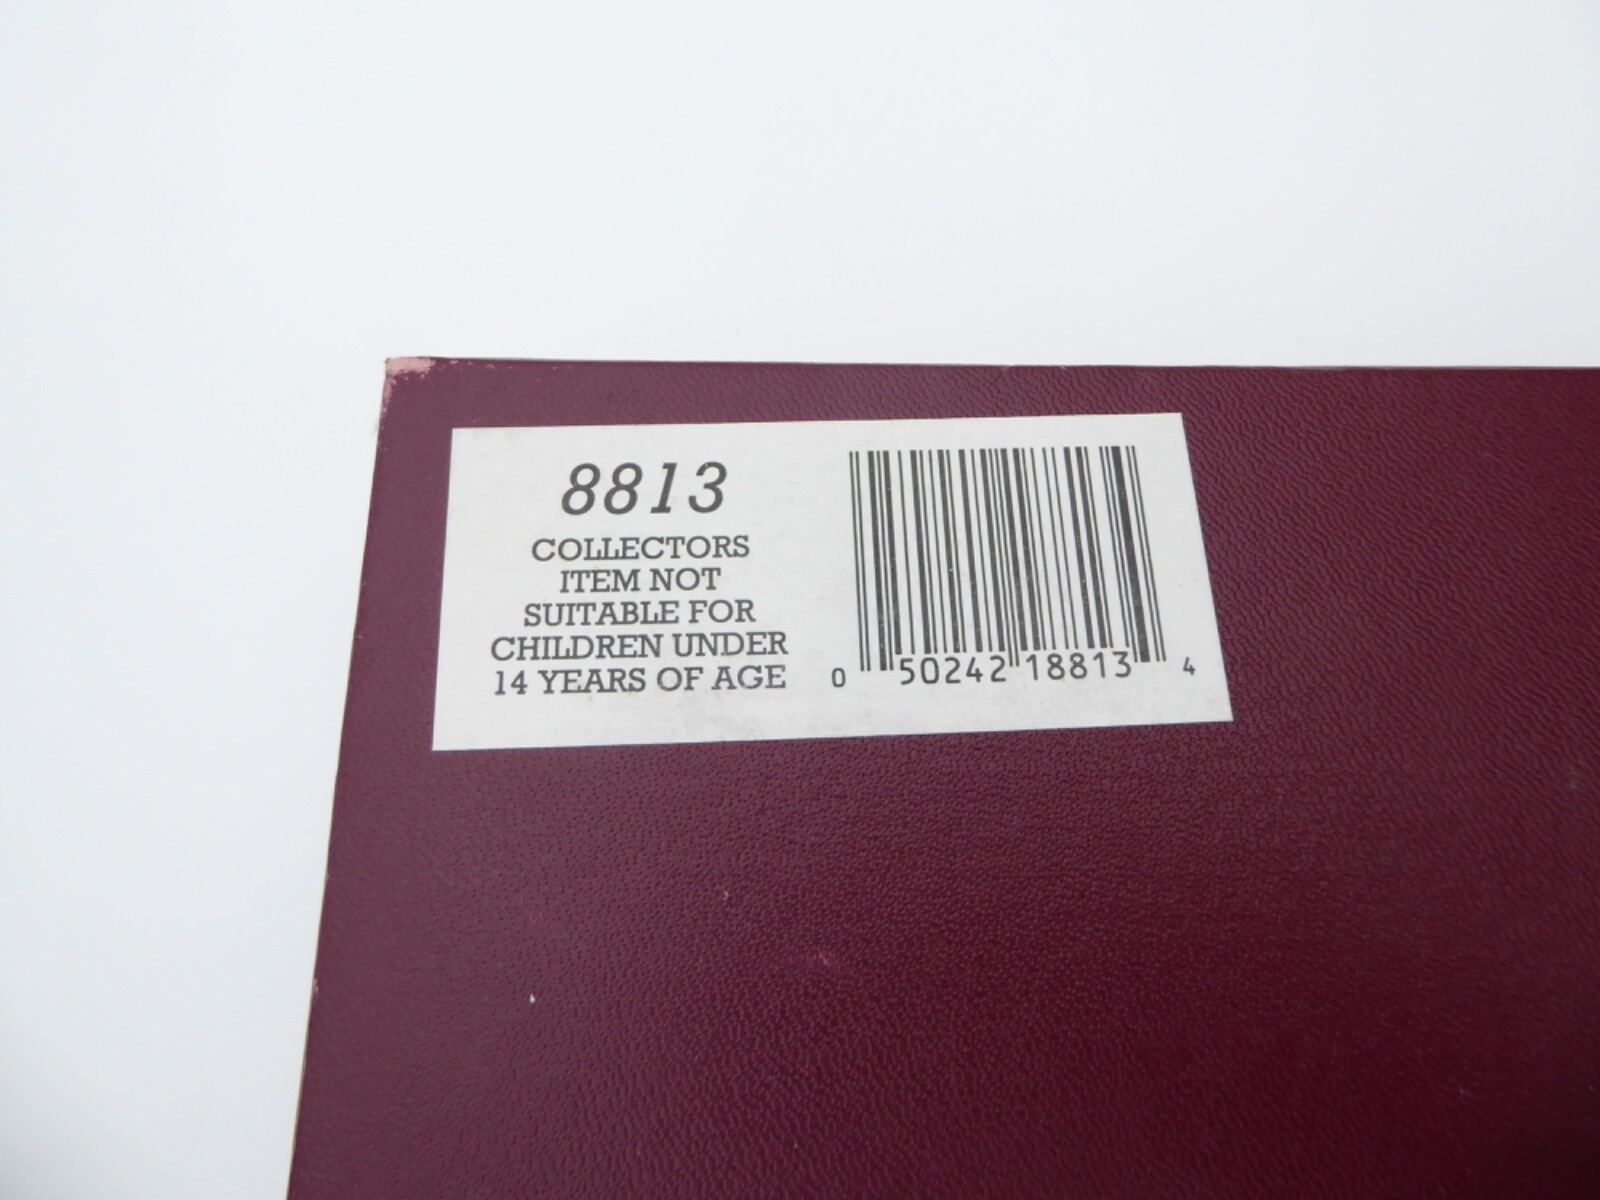 8813
COLLECTORS
ITEM NOT
SUITABLE FOR
CHILDREN UNDER
14 YEARS OF AGE
0 50242 18813 4